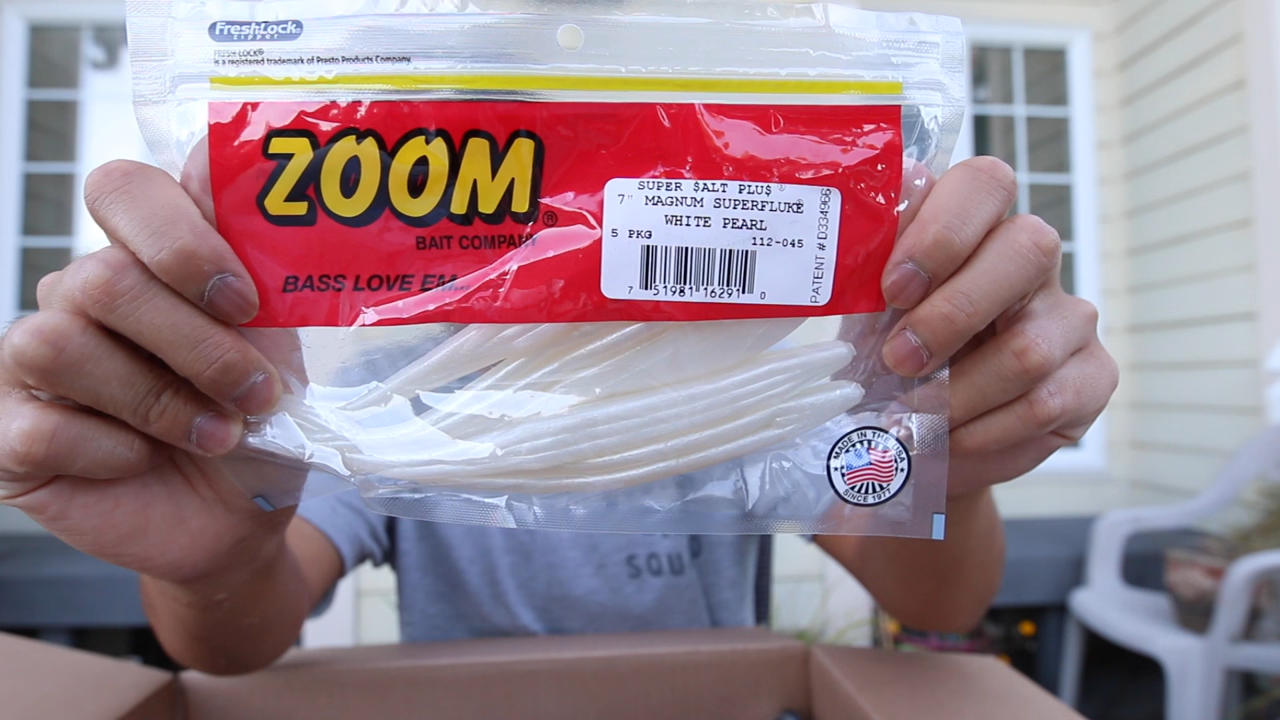 FreshLock®
zipper
FRESH-LOCK®
is a registered trademark of Presto Products Company.
ZOOM®
BAIT COMPANY
BASS LOVE EM...
SUPER $ALT PLU$®
7" MAGNUM SUPERFLUKE®
WHITE PEARL
5 PKG 112-045
7 51981 16291 0
PATENT # D334966
MADE IN THE USA
SINCE 1977